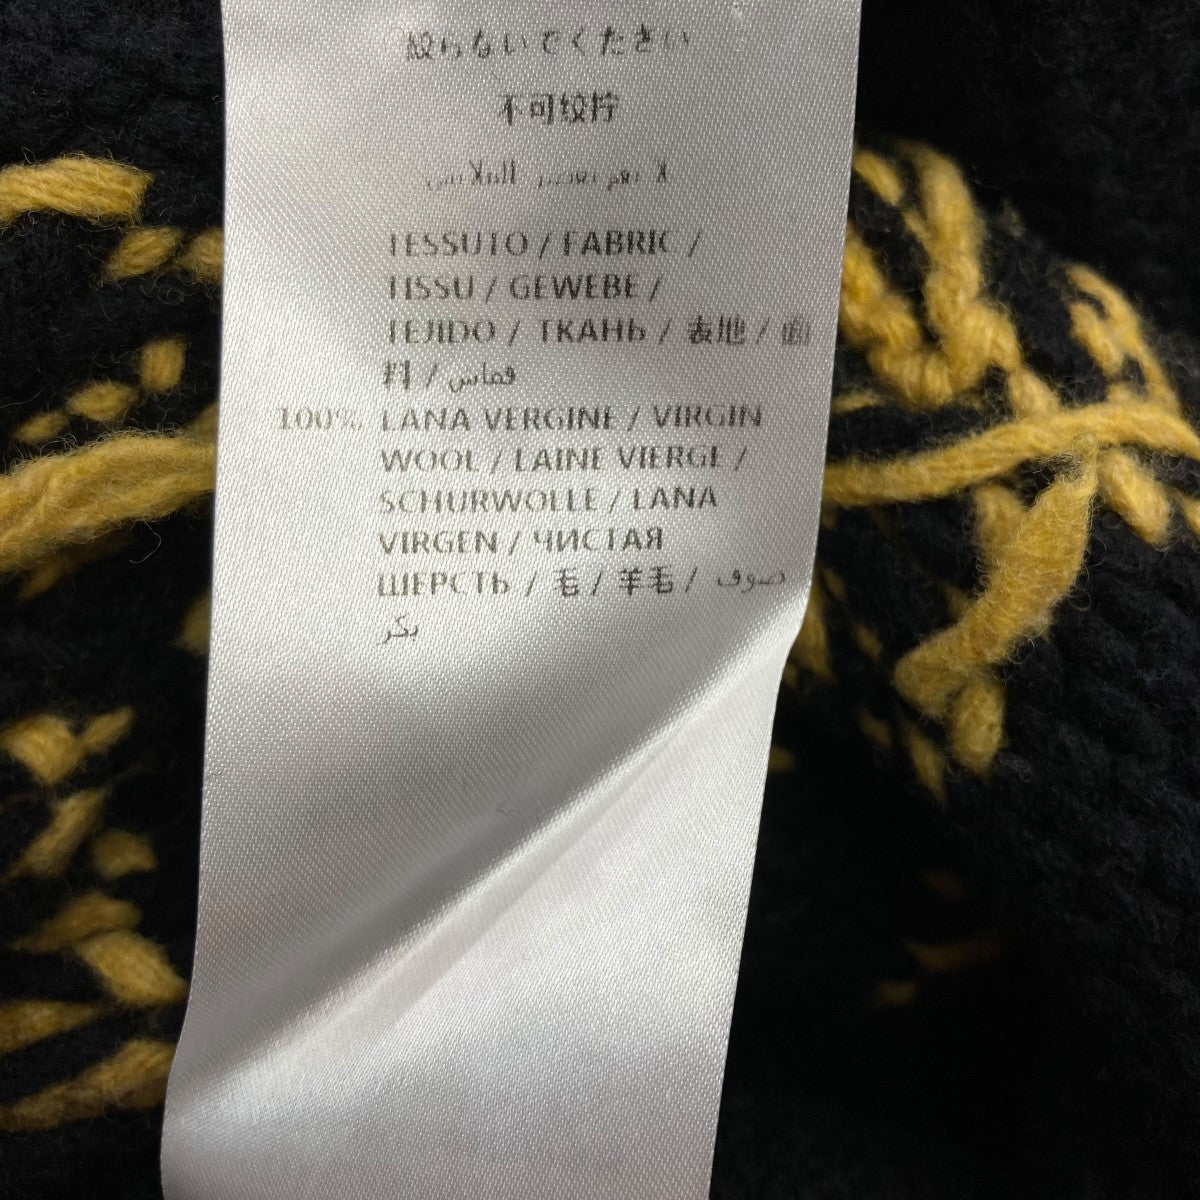 絞らないでください
不可绞拧
TESSUTO / FABRIC /
TISSU / GEWEBE /
TEJIDO / ТКАНЬ / 表地 / 面
料 / قماش
100% LANA VERGINE / VIRGIN
WOOL / LAINE VIERGE /
SCHURWOLLE / LANA
VIRGEN / ЧИСТАЯ
ШЕРСТЬ / 毛 / 羊毛 / صوف
بكر